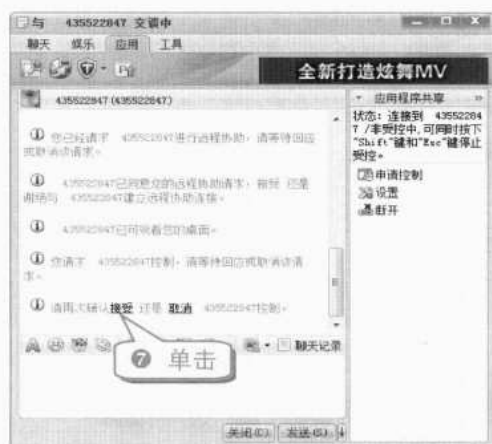 与 435522847 交谈中
聊天 娱乐 应用 工具
全新打造炫舞MV
435522847 (435522847)
应用程序共享
状态: 连接到 43552284
7 /非受控中,可同时按下
"Shift"键和"Esc"键停止
受控。
申请控制
设置
断开
您已经请求 435522847进行远程协助, 请等待回应
或取消该请求。
435522847已同意您的远程协助请求, 接受 还是
谢绝与 435522847建立远程协助连接。
435522847已可观看您的桌面。
您请求 435522847控制, 请等待回应或取消该请
求。
请再次确认接受 还是 取消 435522847控制。
❼ 单击
聊天记录
关闭(C) 发送(S)